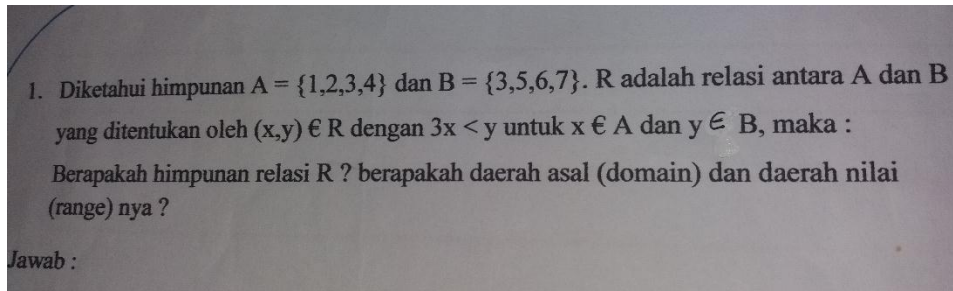 1. Diketahui himpunan A = {1,2,3,4} dan B = {3,5,6,7}. R adalah relasi antara A dan B
yang ditentukan oleh (x,y) € R dengan 3x < y untuk x € A dan y ∈ B, maka :
Berapakah himpunan relasi R ? berapakah daerah asal (domain) dan daerah nilai
(range) nya ?
Jawab :